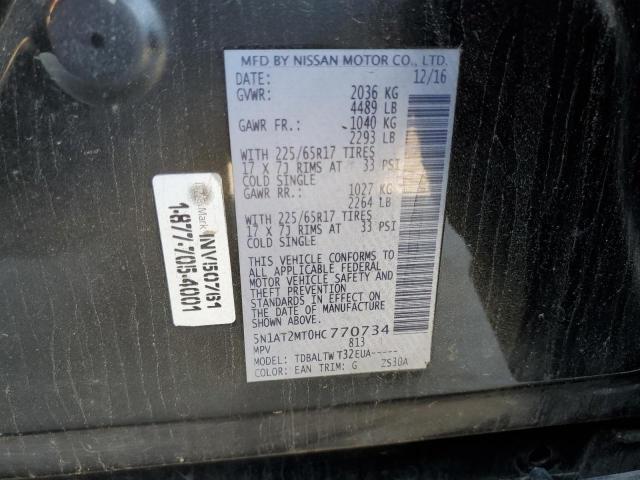 MFD BY NISSAN MOTOR CO., LTD.
DATE: 12/16
GVWR: 2036 KG
4489 LB
GAWR FR.: 1040 KG
2293 LB
WITH 225/65R17 TIRES
17 X 7J RIMS AT 33 PSI
COLD SINGLE
GAWR RR.: 1027 KG
2264 LB
WITH 225/65R17 TIRES
17 X 7J RIMS AT 33 PSI
COLD SINGLE
THIS VEHICLE CONFORMS TO
ALL APPLICABLE FEDERAL
MOTOR VEHICLE SAFETY
AND THEFT PREVENTION
STANDARDS IN EFFECT ON
THE DATE OF MANUFACTURE
SHOWN ABOVE.
5N1AT2MT0HC770734
MPV 813
MODEL: TDBALTW T32EUA-----
COLOR: EAN TRIM: G ZS30A
Mark
INV1507161
1-877-705-4001